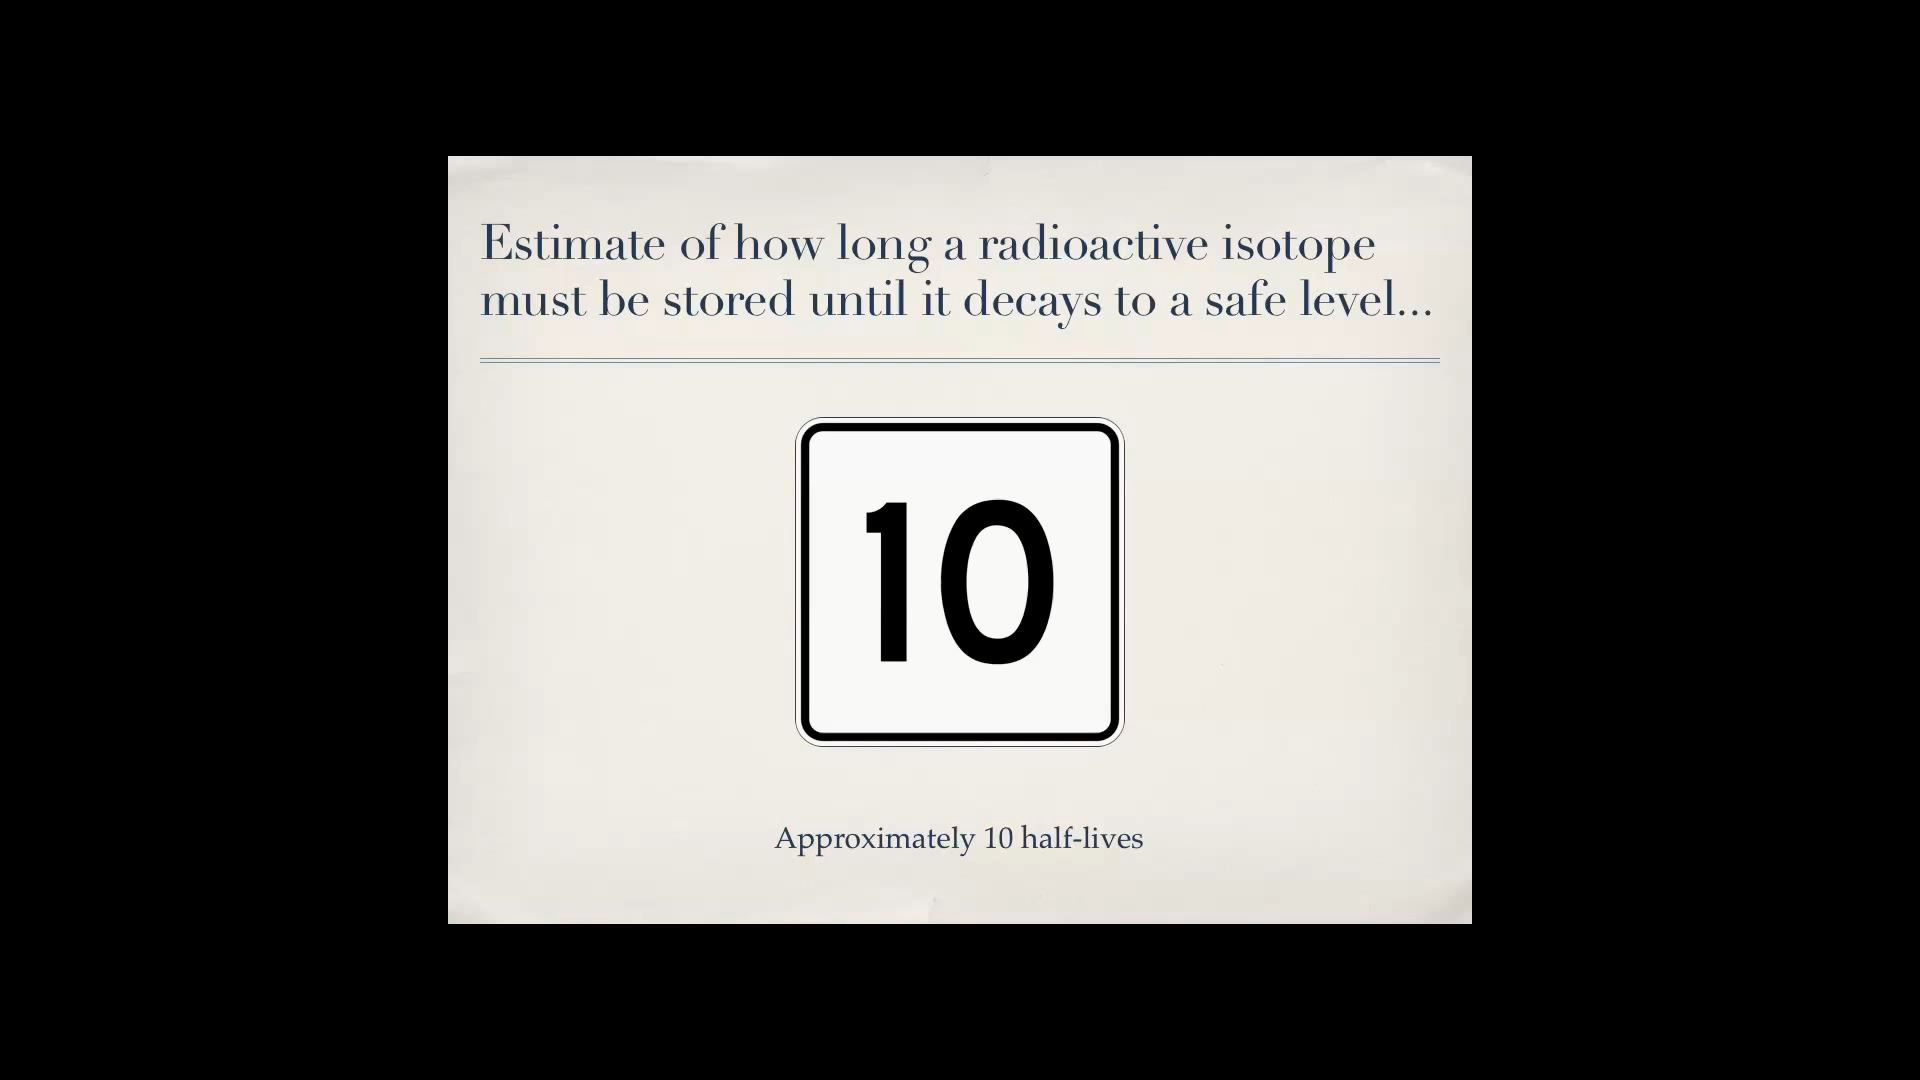 Estimate of how long a radioactive isotope
must be stored until it decays to a safe level...
10
Approximately 10 half-lives